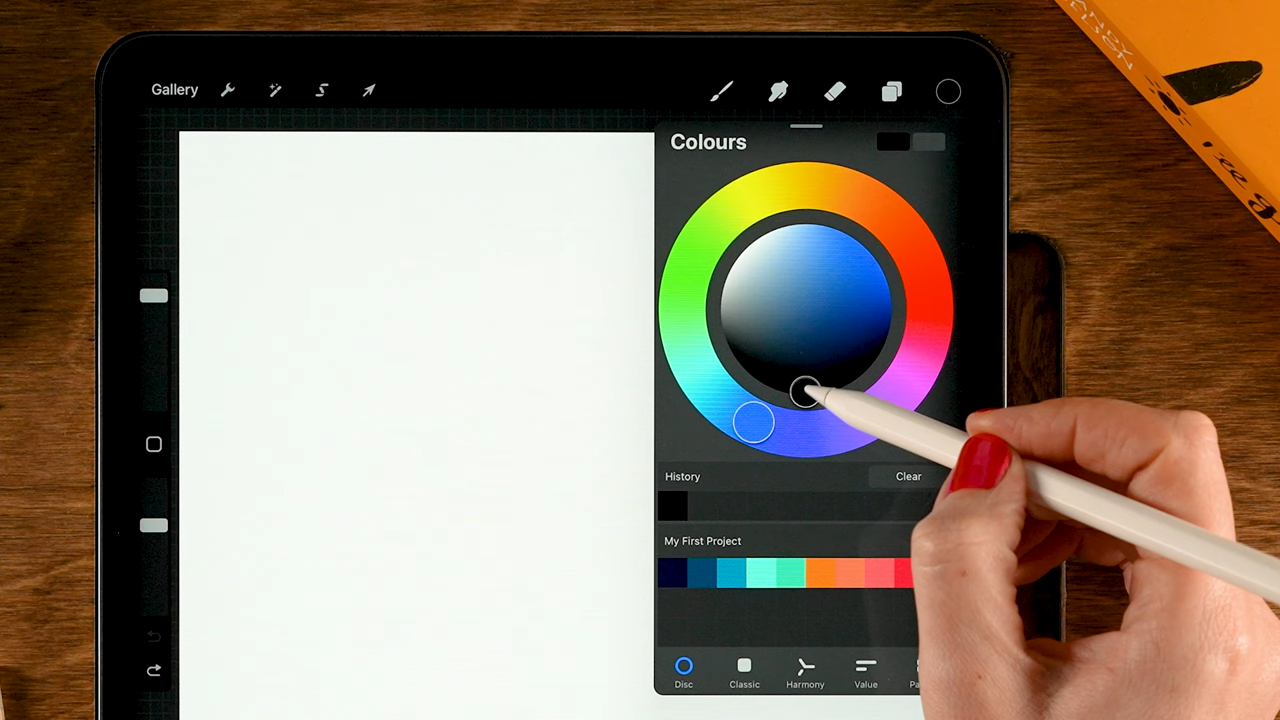 Gallery
Colours
History
Clear
My First Project
Disc
Classic
Harmony
Value